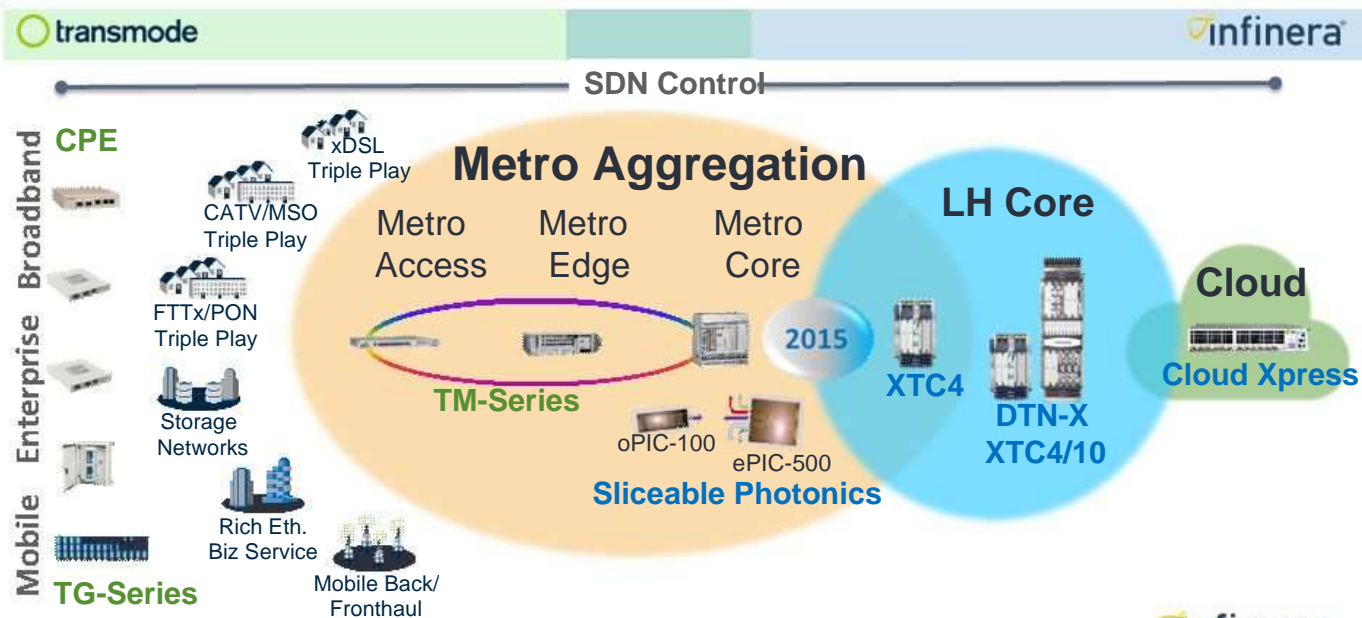 transmode
infinera
SDN Control
Broadband
Enterprise
Mobile
CPE
xDSL
Triple Play
CATV/MSO
Triple Play
FTTx/PON
Triple Play
Storage
Networks
Rich Eth.
Biz Service
Mobile Back/
Fronthaul
TG-Series
Metro Aggregation
Metro
Access
Metro
Edge
Metro
Core
TM-Series
oPIC-100
ePIC-500
Sliceable Photonics
2015
LH Core
XTC4
DTN-X
XTC4/10
Cloud
Cloud Xpress